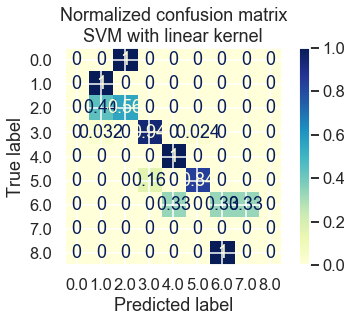 Normalized confusion matrix
SVM with linear kernel
True label
0.0 0 0 1 0 0 0 0 0 0
1.0 0 1 0 0 0 0 0 0 0
2.0 0 0.56 0 0 0 0 0 0
3.0 0 0.032 0 0.94 0 0.024 0 0 0
4.0 0 0 0 0 1 0 0 0 0
5.0 0 0 0 0.16 0 0.84 0 0 0
6.0 0 0 0 0 0.33 0 0.33 0.33 0
7.0 0 0 0 0 0 0 0 0 0
8.0 0 0 0 0 0 0 1 0 0
0.0 1.0 2.0 3.0 4.0 5.0 6.0 7.0 8.0
Predicted label
1.0
0.8
0.6
0.4
0.2
0.0